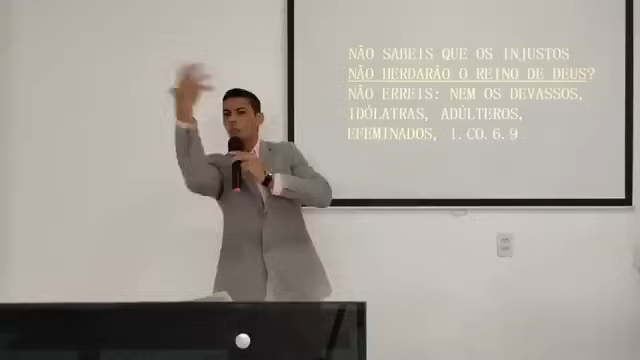 NÃO SABEIS QUE OS INJUSTOS
NÃO HERDARÃO O REINO DE DEUS?
NÃO ERREIS: NEM OS DEVASSOS,
IDÓLATRAS, ADÚLTEROS,
EFEMINADOS, 1.CO.6.9